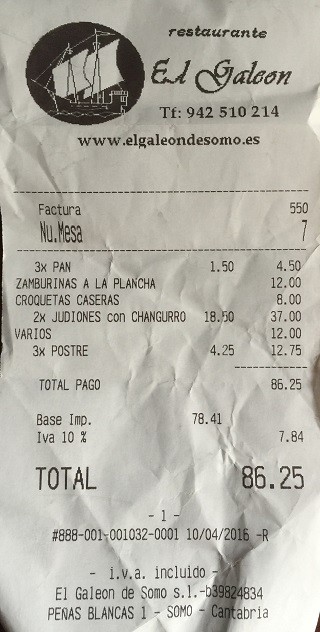 restaurante
El Galeon
Tf: 942 510 214
www.elgaleondesomo.es
Factura 550
Nu.Mesa 7
3x PAN 1.50 4.50
ZAMBURINAS A LA PLANCHA 12.00
CROQUETAS CASERAS 8.00
2x JUDIONES con CHANGURRO 18.50 37.00
VARIOS 12.00
3x POSTRE 4.25 12.75
TOTAL PAGO 86.25
Base Imp. 78.41
Iva 10 % 7.84
TOTAL 86.25
- 1 -
#888-001-001032-0001 10/04/2016 -R
- i.v.a. incluido -
El Galeon de Somo s.l.-b39824834
PEÑAS BLANCAS 1 - SOMO - Cantabria